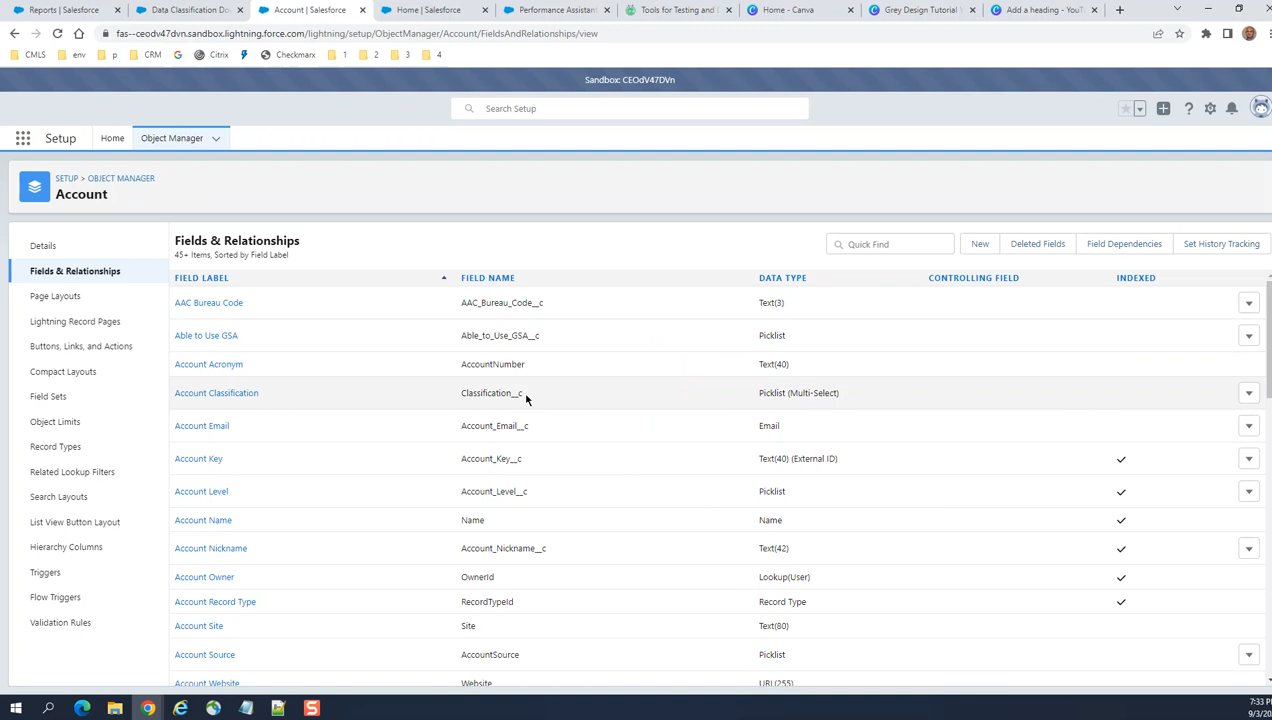 Reports | Salesforce
Data Classification Do
Account | Salesforce
Home | Salesforce
Performance Assistan
Tools for Testing and D
Home - Canva
Grey Design Tutorial
Add a heading - YouT
fas--ceodv47dvn.sandbox.lightning.force.com/lightning/setup/ObjectManager/Account/FieldsAndRelationships/view
CMLS
env
p
CRM
Citrix
Checkmarx
1
2
3
4
Sandbox: CEOdV47DVn
Search Setup
Setup
Home
Object Manager
SETUP > OBJECT MANAGER
Account
Details
Fields & Relationships
Page Layouts
Lightning Record Pages
Buttons, Links, and Actions
Compact Layouts
Field Sets
Object Limits
Record Types
Related Lookup Filters
Search Layouts
List View Button Layout
Hierarchy Columns
Triggers
Flow Triggers
Validation Rules
Fields & Relationships
45+ Items, Sorted by Field Label
Quick Find
New
Deleted Fields
Field Dependencies
Set History Tracking
FIELD LABEL FIELD NAME DATA TYPE CONTROLLING FIELD INDEXED
AAC Bureau Code AAC_Bureau_Code__c Text(3)
Able to Use GSA Able_to_Use_GSA__c Picklist
Account Acronym AccountNumber Text(40)
Account Classification Classification__c Picklist (Multi-Select)
Account Email Account_Email__c Email
Account Key Account_Key__c Text(40) (External ID)
Account Level Account_Level__c Picklist
Account Name Name Name
Account Nickname Account_Nickname__c Text(42)
Account Owner OwnerId Lookup(User)
Account Record Type RecordTypeId Record Type
Account Site Site Text(80)
Account Source AccountSource Picklist
Account Website Website URL(255)
7:33 PM
9/3/20